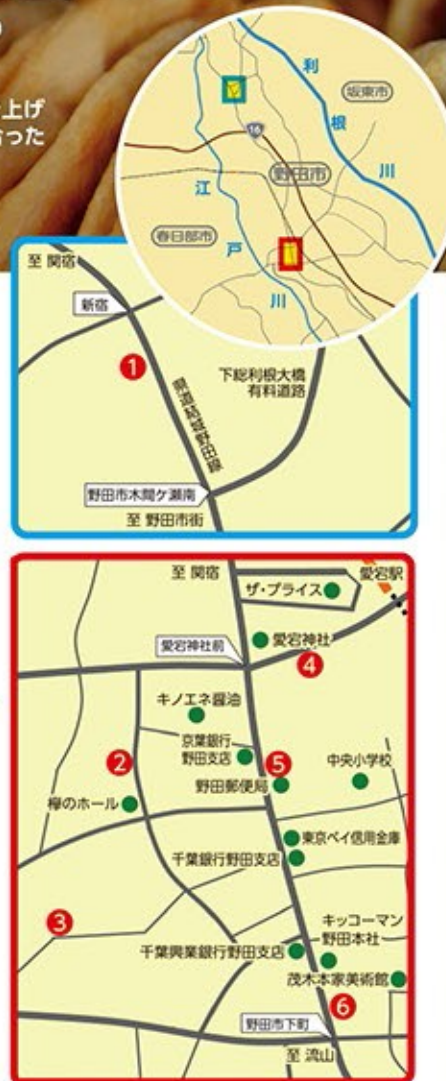 上げ
合った
利
根
川
坂東市
16
野田市
江
戸
川
春日部市
至 関宿
新宿
1
下総利根大橋
有料道路
県道結城野田線
野田市木間ケ瀬南
至 野田市街
至 関宿
ザ・プライス
愛宕駅
愛宕神社前
愛宕神社
4
キノエネ醤油
京葉銀行
野田支店
2
5
中央小学校
野田郵便局
欅のホール
東京ベイ信用金庫
千葉銀行野田支店
3
キッコーマン
野田本社
千葉興業銀行野田支店
茂木本家美術館
6
野田市下町
至 流山